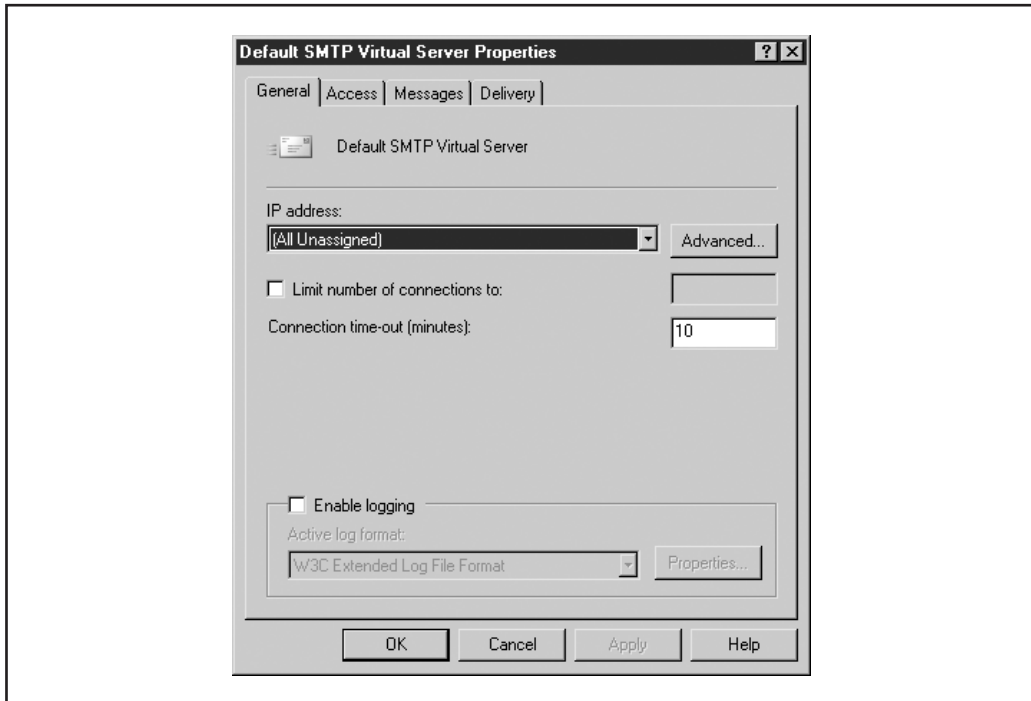 Default SMTP Virtual Server Properties ? ×
General Access Messages Delivery
Default SMTP Virtual Server
IP address:
(All Unassigned) Advanced...
Limit number of connections to:
Connection time-out (minutes): 10
Enable logging
Active log format:
W3C Extended Log File Format Properties...
OK Cancel Apply Help